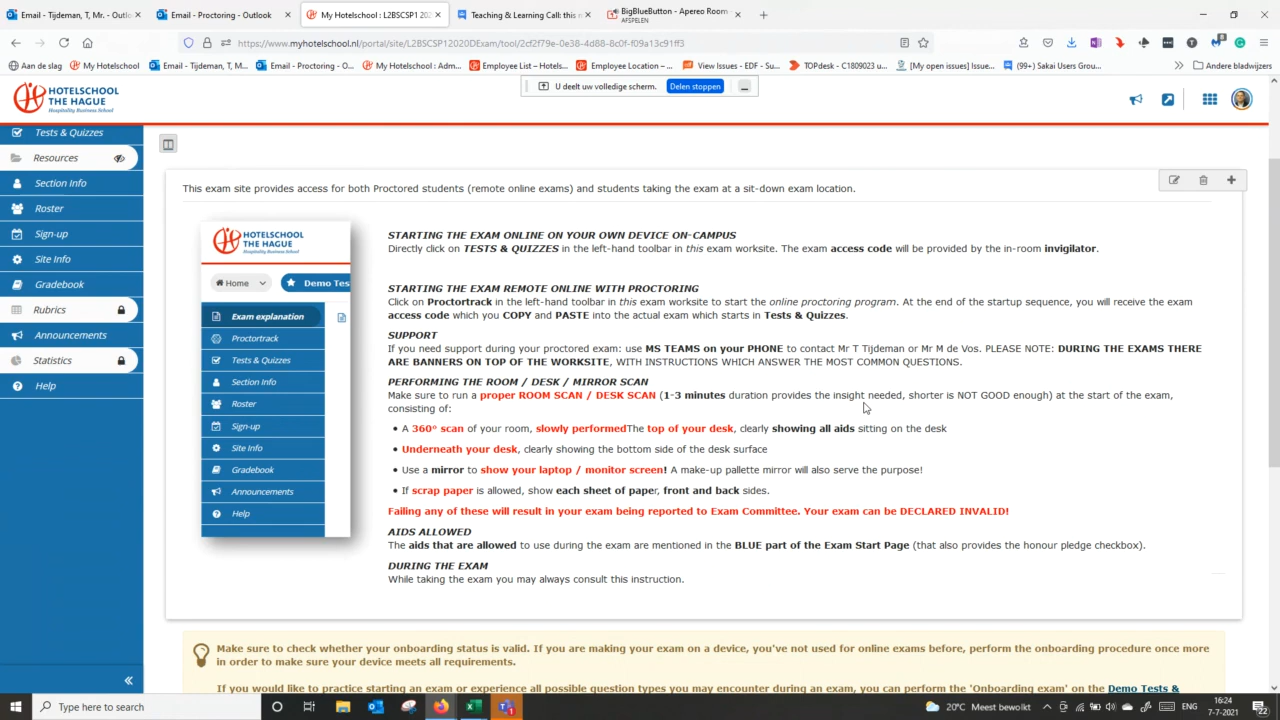 Email - Tijdeman, T, Mr. - Outlo
Email - Proctoring - Outlook
My Hotelschool : L2BSCSP1 202
Teaching & Learning Call: this w
BigBlueButton - Apereo Room -
AFSPELEN
https://www.myhotelschool.nl/portal/site/L2BSCSP12020DExam/tool/2cf2f79e-0e38-4d88-8c0f-f09a13c91ff3
Aan de slag
My Hotelschool
Email - Tijdeman, T, M...
Email - Proctoring - O...
My Hotelschool : Adm...
Employee List – Hotels...
Employee Location – ...
View Issues - EDF - Su...
TOPdesk - C1809023 u...
[My open issues] Issue...
(99+) Sakai Users Grou...
Andere bladwijzers
U deelt uw volledige scherm.
Delen stoppen
HOTELSCHOOL
THE HAGUE
Hospitality Business School
Tests & Quizzes
Resources
Section Info
Roster
Sign-up
Site Info
Gradebook
Rubrics
Announcements
Statistics
Help
This exam site provides access for both Proctored students (remote online exams) and students taking the exam at a sit-down exam location.
HOTELSCHOOL
THE HAGUE
Hospitality Business School
Home
Demo Tes
Exam explanation
Proctortrack
Tests & Quizzes
Section Info
Roster
Sign-up
Site Info
Gradebook
Announcements
Help
STARTING THE EXAM ONLINE ON YOUR OWN DEVICE ON-CAMPUS
Directly click on TESTS & QUIZZES in the left-hand toolbar in this exam worksite. The exam access code will be provided by the in-room invigilator.
STARTING THE EXAM REMOTE ONLINE WITH PROCTORING
Click on Proctortrack in the left-hand toolbar in this exam worksite to start the online proctoring program. At the end of the startup sequence, you will receive the exam
access code which you COPY and PASTE into the actual exam which starts in Tests & Quizzes.
SUPPORT
If you need support during your proctored exam: use MS TEAMS on your PHONE to contact Mr T Tijdeman or Mr M de Vos. PLEASE NOTE: DURING THE EXAMS THERE
ARE BANNERS ON TOP OF THE WORKSITE, WITH INSTRUCTIONS WHICH ANSWER THE MOST COMMON QUESTIONS.
PERFORMING THE ROOM / DESK / MIRROR SCAN
Make sure to run a proper ROOM SCAN / DESK SCAN (1-3 minutes duration provides the insight needed, shorter is NOT GOOD enough) at the start of the exam,
consisting of:
• A 360° scan of your room, slowly performedThe top of your desk, clearly showing all aids sitting on the desk
• Underneath your desk, clearly showing the bottom side of the desk surface
• Use a mirror to show your laptop / monitor screen! A make-up pallette mirror will also serve the purpose!
• If scrap paper is allowed, show each sheet of paper, front and back sides.
Failing any of these will result in your exam being reported to Exam Committee. Your exam can be DECLARED INVALID!
AIDS ALLOWED
The aids that are allowed to use during the exam are mentioned in the BLUE part of the Exam Start Page (that also provides the honour pledge checkbox).
DURING THE EXAM
While taking the exam you may always consult this instruction.
Make sure to check whether your onboarding status is valid. If you are making your exam on a device, you've not used for online exams before, perform the onboarding procedure once more
in order to make sure your device meets all requirements.
If you would like to practice starting an exam or experience all possible question types you may encounter during an exam, you can perform the 'Onboarding exam' on the Demo Tests &
Type here to search
20°C Meest bewolkt
16:24
7-7-2021
22